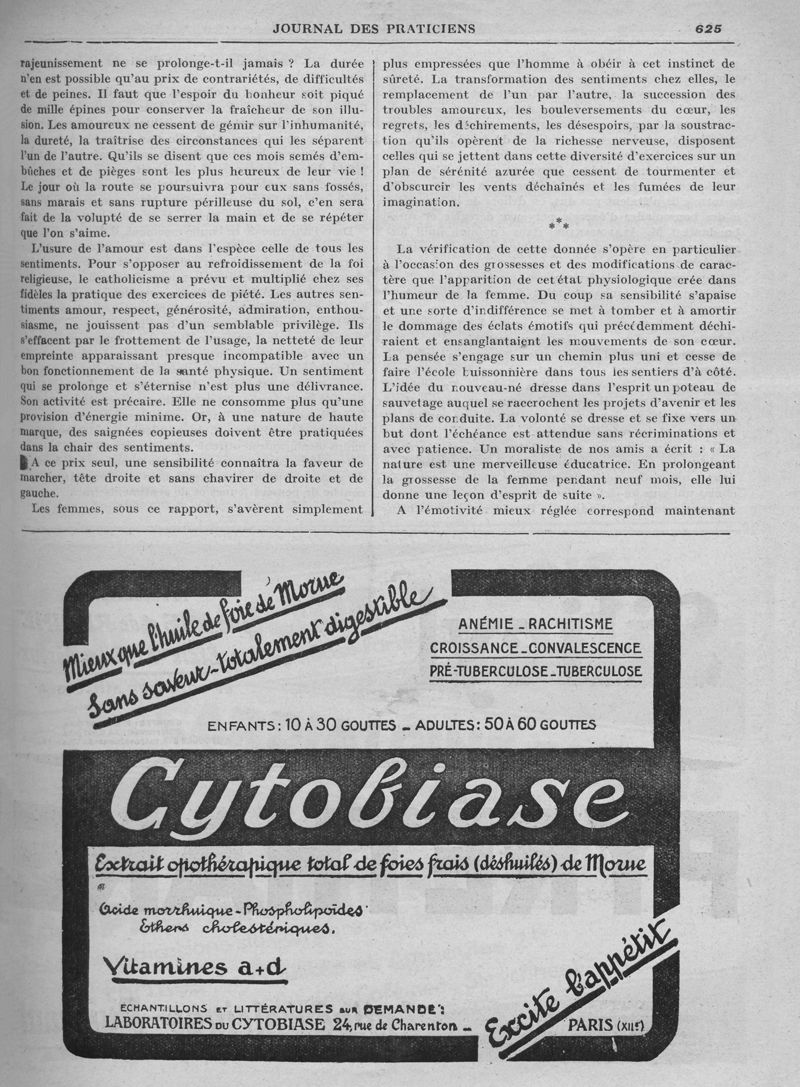 JOURNAL DES PRATICIENS 625
rajeunissement ne se prolonge-t-il jamais ? La durée
n'en est possible qu'au prix de contrariétés, de difficultés
et de peines. Il faut que l'espoir du bonheur soit piqué
de mille épines pour conserver la fraîcheur de son illu-
sion. Les amoureux ne cessent de gémir sur l'inhumanité,
la dureté, la traîtrise des circonstances qui les séparent
l'un de l'autre. Qu'ils se disent que ces mois semés d'em-
bûches et de pièges sont les plus heureux de leur vie !
Le jour où la route se poursuivra pour eux sans fossés,
sans marais et sans rupture périlleuse du sol, c'en sera
fait de la volupté de se serrer la main et de se répéter
que l'on s'aime.
L'usure de l'amour est dans l'espèce celle de tous les
sentiments. Pour s'opposer au refroidissement de la foi
religieuse, le catholicisme a prévu et multiplié chez ses
fidèles la pratique des exercices de piété. Les autres sen-
timents amour, respect, générosité, admiration, enthou-
siasme, ne jouissent pas d'un semblable privilège. Ils
s'effacent par le frottement de l'usage, la netteté de leur
empreinte apparaissant presque incompatible avec un
bon fonctionnement de la santé physique. Un sentiment
qui se prolonge et s'éternise n'est plus une délivrance.
Son activité est précaire. Elle ne consomme plus qu'une
provision d'énergie minime. Or, à une nature de haute
marque, des saignées copieuses doivent être pratiquées
dans la chair des sentiments.
A ce prix seul, une sensibilité connaîtra la faveur de
marcher, tête droite et sans chavirer de droite et de
gauche.
Les femmes, sous ce rapport, s'avèrent simplement
plus empressées que l'homme à obéir à cet instinct de
sûreté. La transformation des sentiments chez elles, le
remplacement de l'un par l'autre, la succession des
troubles amoureux, les bouleversements du cœur, les
regrets, les déchirements, les désespoirs, par la soustrac-
tion qu'ils opèrent de la richesse nerveuse, disposent
celles qui se jettent dans cette diversité d'exercices sur un
plan de sérénité azurée que cessent de tourmenter et
d'obscurcir les vents déchaînés et les fumées de leur
imagination.
***
La vérification de cette donnée s'opère en particulier
à l'occasion des grossesses et des modifications de carac-
tère que l'apparition de cet état physiologique crée dans
l'humeur de la femme. Du coup sa sensibilité s'apaise
et une sorte d'indifférence se met à tomber et à amortir
le dommage des éclats émotifs qui précédemment déchi-
raient et ensanglantaient les mouvements de son cœur.
La pensée s'engage sur un chemin plus uni et cesse de
faire l'école buissonnière dans tous les sentiers d'à côté.
L'idée du nouveau-né dresse dans l'esprit un poteau de
sauvetage auquel se raccrochent les projets d'avenir et les
plans de conduite. La volonté se dresse et se fixe vers un
but dont l'échéance est attendue sans récriminations et
avec patience. Un moraliste de nos amis a écrit : « La
nature est une merveilleuse éducatrice. En prolongeant
la grossesse de la femme pendant neuf mois, elle lui
donne une leçon d'esprit de suite ».
A l'émotivité mieux réglée correspond maintenant
Mieux que l'huile de foie de Morue
Sans saveur-totalement digestible
ANÉMIE - RACHITISME
CROISSANCE - CONVALESCENCE
PRÉ-TUBERCULOSE - TUBERCULOSE
ENFANTS : 10 À 30 GOUTTES - ADULTES : 50 À 60 GOUTTES
Cytobiase
Extrait opothérapique total de foies frais (déshuilés) de Morue
Acide morrhuique - Phospholipoïdes
Ethers cholestériques.
Vitamines a+d
Excite l'appétit
ECHANTILLONS ET LITTÉRATURES SUR DEMANDE :
LABORATOIRES DU CYTOBIASE 24, rue de Charenton - PARIS (XIIe)